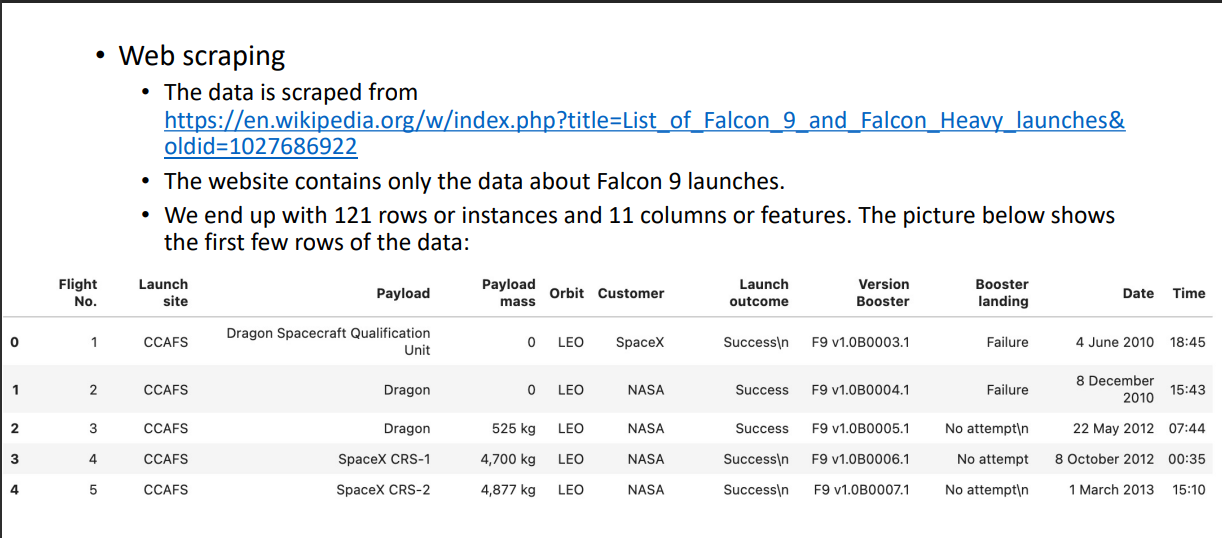 • Web scraping
• The data is scraped from
https://en.wikipedia.org/w/index.php?title=List_of_Falcon_9_and_Falcon_Heavy_launches&
oldid=1027686922
• The website contains only the data about Falcon 9 launches.
• We end up with 121 rows or instances and 11 columns or features. The picture below shows
the first few rows of the data:
Flight No. Launch site Payload Payload mass Orbit Customer Launch outcome Version Booster Booster landing Date Time
0 1 CCAFS Dragon Spacecraft Qualification Unit 0 LEO SpaceX Success\n F9 v1.0B0003.1 Failure 4 June 2010 18:45
1 2 CCAFS Dragon 0 LEO NASA Success F9 v1.0B0004.1 Failure 8 December 2010 15:43
2 3 CCAFS Dragon 525 kg LEO NASA Success F9 v1.0B0005.1 No attempt\n 22 May 2012 07:44
3 4 CCAFS SpaceX CRS-1 4,700 kg LEO NASA Success\n F9 v1.0B0006.1 No attempt 8 October 2012 00:35
4 5 CCAFS SpaceX CRS-2 4,877 kg LEO NASA Success\n F9 v1.0B0007.1 No attempt\n 1 March 2013 15:10